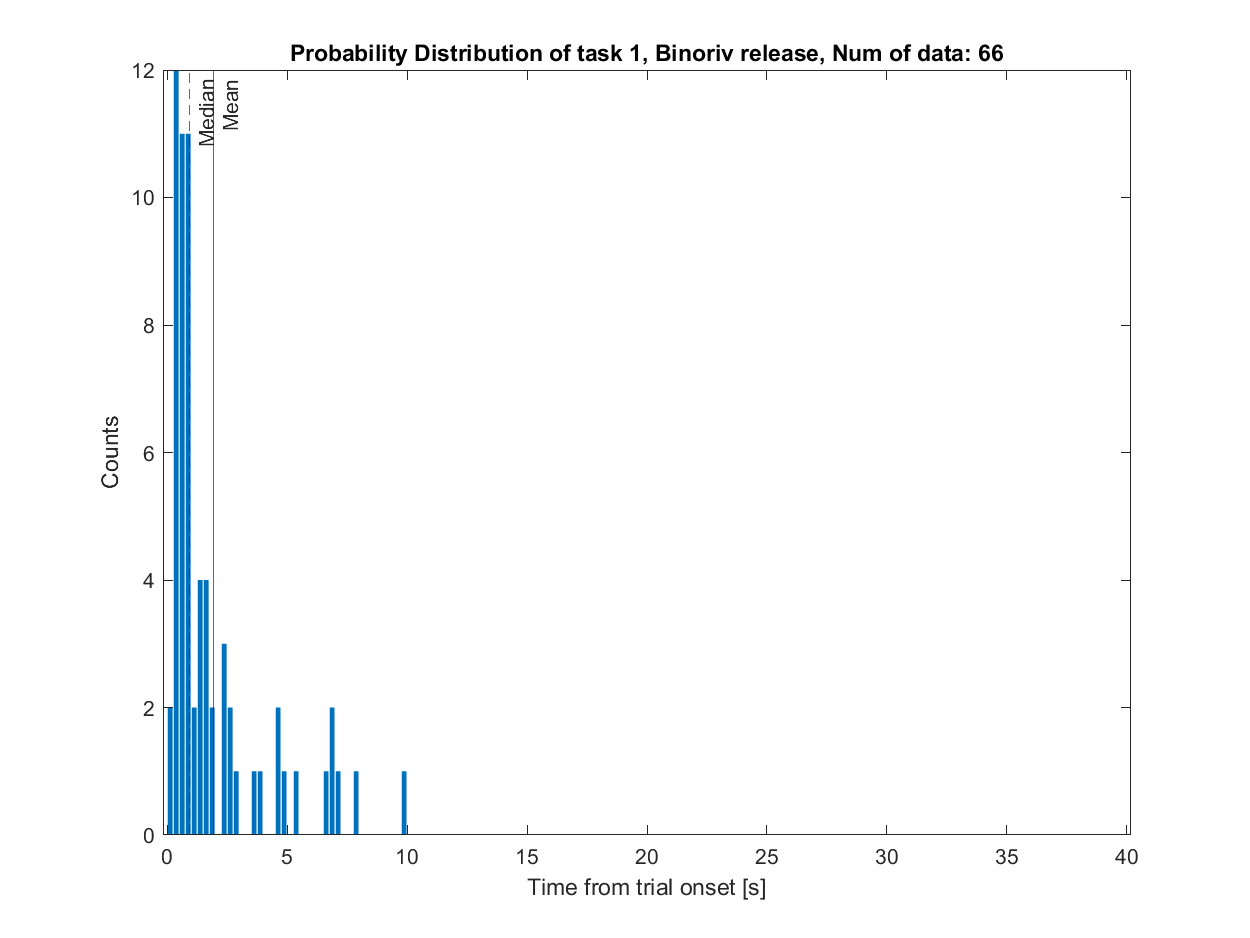 Probability Distribution of task 1, Binoriv release, Num of data: 66
12
10
8
6
4
2
0
Median
Mean
Counts
0 5 10 15 20 25 30 35 40
Time from trial onset [s]